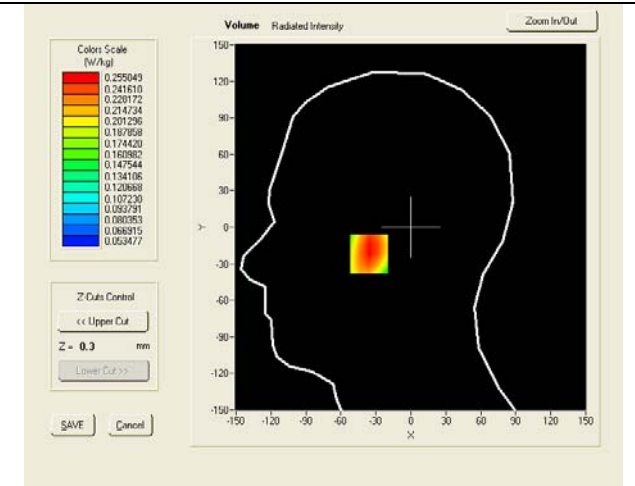 Volume Radiated Intensity
Zoom In/Out
Colors Scale
(W/kg)
0.255049
0.241610
0.228172
0.214734
0.201296
0.187858
0.174420
0.160982
0.147544
0.134106
0.120668
0.107230
0.093791
0.080353
0.066915
0.053477
Z-Cuts Control
<< Upper Cut
Z = 0.3 mm
Lower Cut >>
SAVE Cancel
150-
120-
90-
60-
30-
Y 0-
-30-
-60-
-90-
-120-
-150-
-150 -120 -90 -60 -30 0 30 60 90 120 150
X